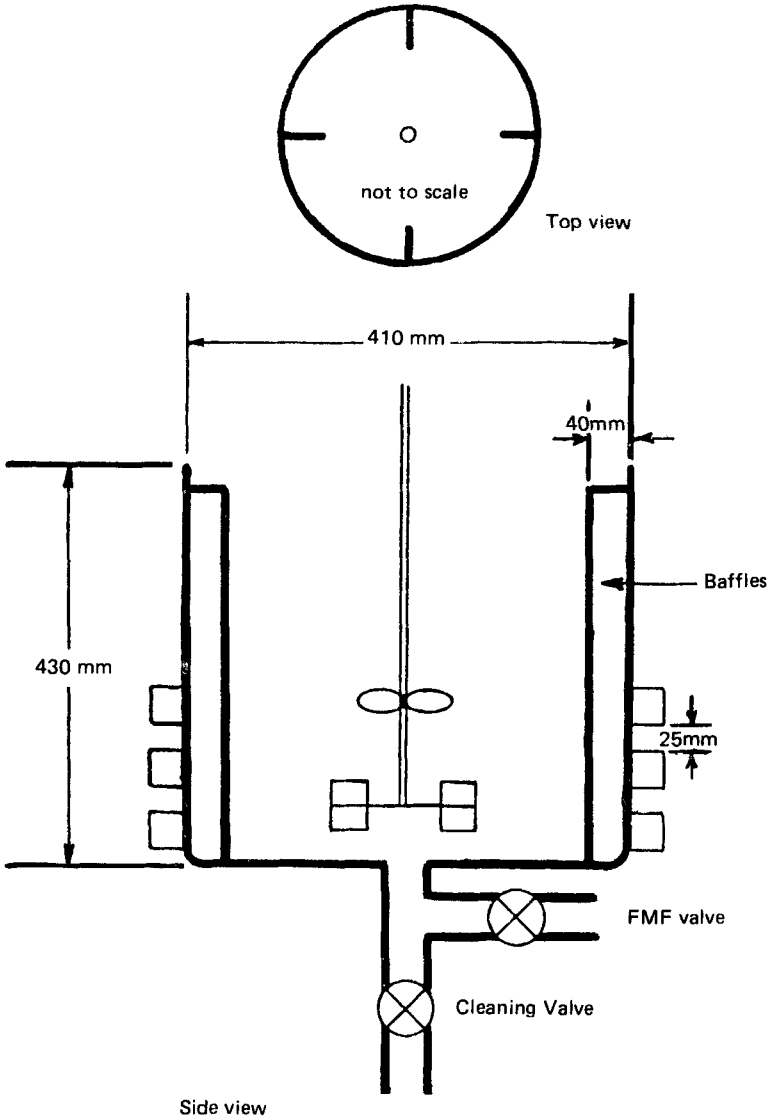 not to scale
Top view
410 mm
40mm
Baffles
430 mm
25mm
FMF valve
Cleaning Valve
Side view